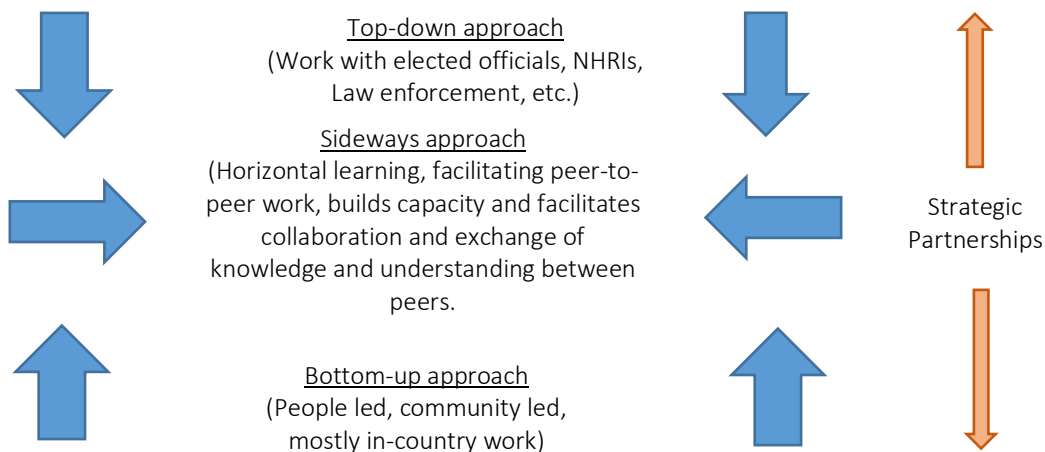 Top-down approach
(Work with elected officials, NHRIs,
Law enforcement, etc.)
Sideways approach
(Horizontal learning, facilitating peer-to-
peer work, builds capacity and facilitates
collaboration and exchange of
knowledge and understanding between
peers.
Bottom-up approach
(People led, community led,
mostly in-country work)
Strategic
Partnerships